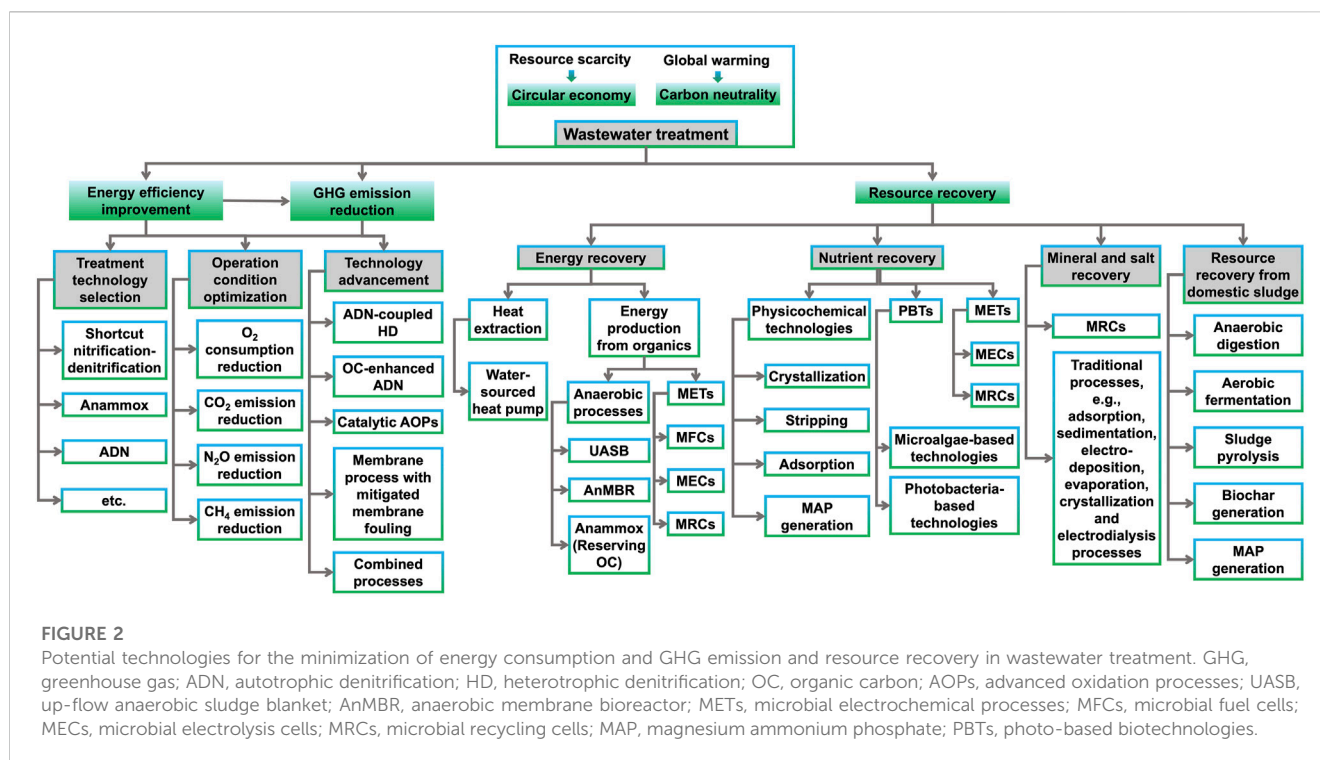 Resource scarcity
Global warming
Circular economy
Carbon neutrality
Wastewater treatment
Energy efficiency
improvement
GHG emission
reduction
Resource recovery
Treatment
technology
selection
Operation
condition
optimization
Technology
advancement
Energy recovery
Nutrient recovery
Mineral and salt
recovery
Resource
recovery from
domestic sludge
Shortcut
nitrification-
denitrification
Anammox
ADN
etc.
O2
consumption
reduction
CO2 emission
reduction
N2O emission
reduction
CH4 emission
reduction
ADN-coupled
HD
OC-enhanced
ADN
Catalytic AOPs
Membrane
process with
mitigated
membrane
fouling
Combined
processes
Heat
extraction
Water-
sourced
heat pump
Energy
production
from organics
Anaerobic
processes
UASB
AnMBR
Anammox
(Reserving
OC)
METs
MFCs
MECs
MRCs
Physicochemical
technologies
Crystallization
Stripping
Adsorption
MAP generation
PBTs
Microalgae-based
technologies
Photobacteria-
based
technologies
METs
MECs
MRCs
MRCs
Traditional
processes,
e.g.,
adsorption,
sedimentation,
electro-
deposition,
evaporation,
crystallization
and
electrodialysis
processes
Anaerobic
digestion
Aerobic
fermentation
Sludge
pyrolysis
Biochar
generation
MAP
generation
FIGURE 2
Potential technologies for the minimization of energy consumption and GHG emission and resource recovery in wastewater treatment. GHG,
greenhouse gas; ADN, autotrophic denitrification; HD, heterotrophic denitrification; OC, organic carbon; AOPs, advanced oxidation processes; UASB,
up-flow anaerobic sludge blanket; AnMBR, anaerobic membrane bioreactor; METs, microbial electrochemical processes; MFCs, microbial fuel cells;
MECs, microbial electrolysis cells; MRCs, microbial recycling cells; MAP, magnesium ammonium phosphate; PBTs, photo-based biotechnologies.